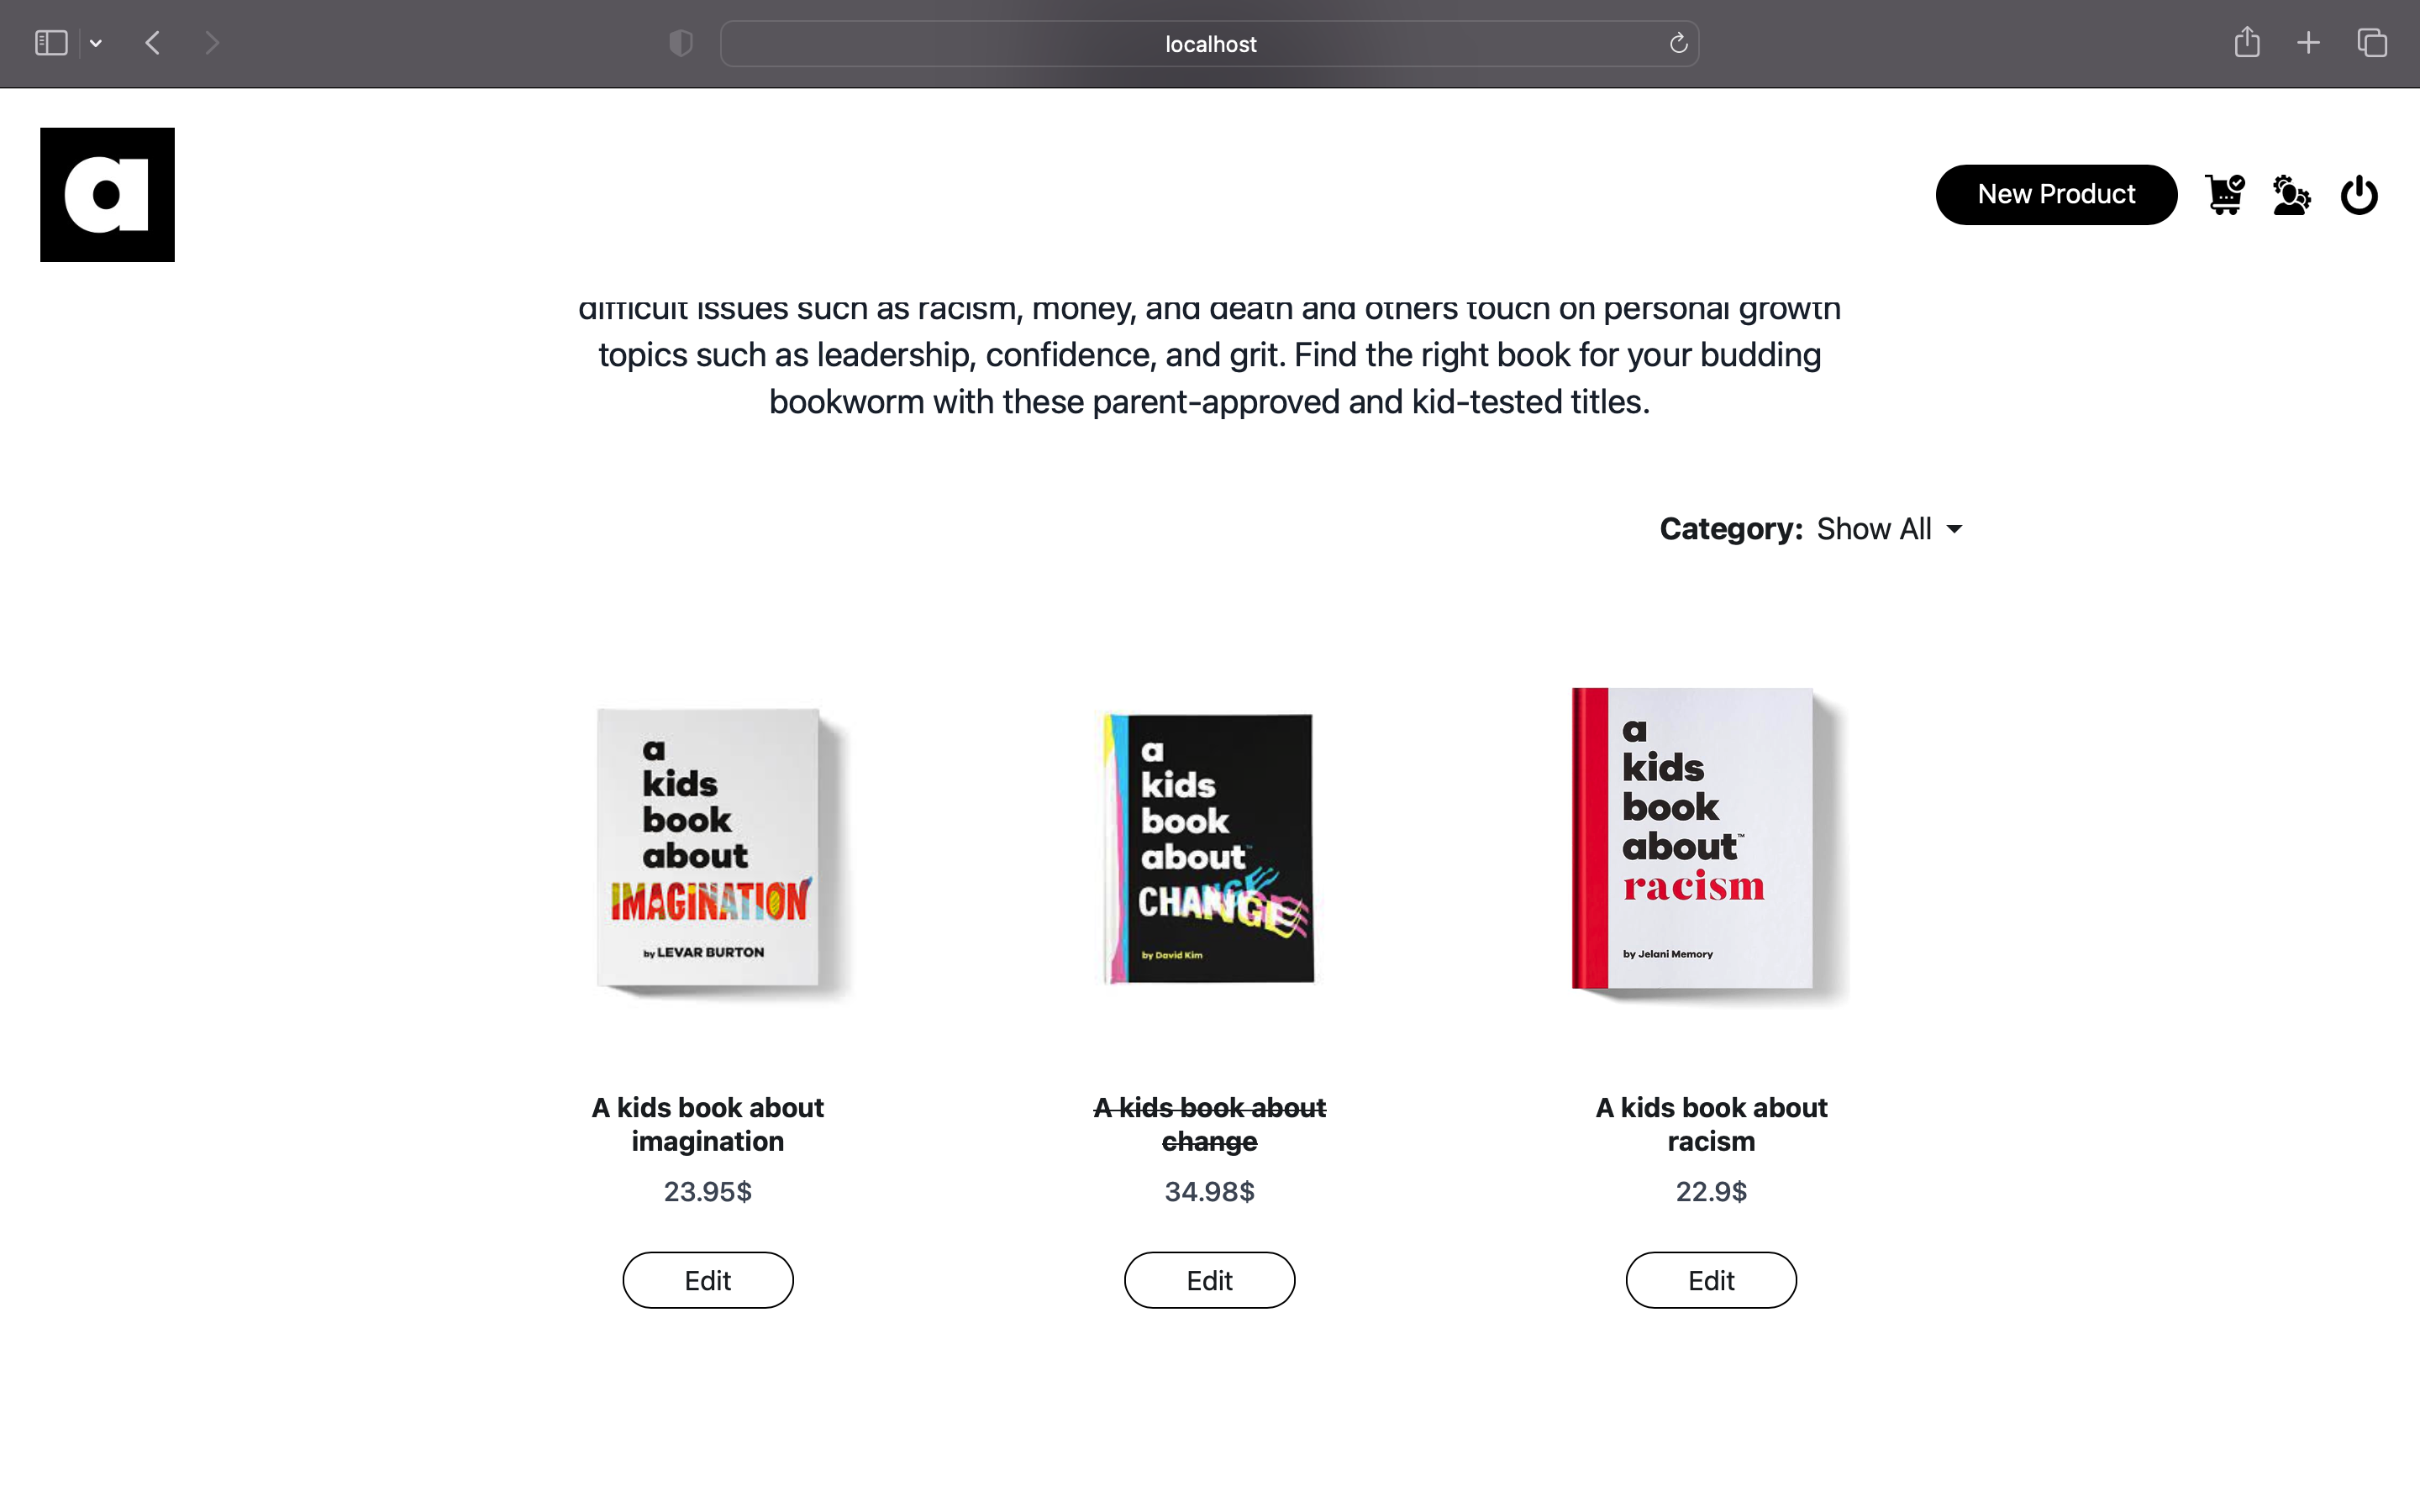 localhost
a
New Product
difficult issues such as racism, money, and death and others touch on personal growth
topics such as leadership, confidence, and grit. Find the right book for your budding
bookworm with these parent-approved and kid-tested titles.
Category: Show All
a
kids
book
about
IMAGINATION
by LEVAR BURTON
a
kids
book
about™
CHANGE
by David Kim
a
kids
book
about™
racism
by Jelani Memory
A kids book about
imagination
23.95$
Edit
A kids book about
change
34.98$
Edit
A kids book about
racism
22.9$
Edit